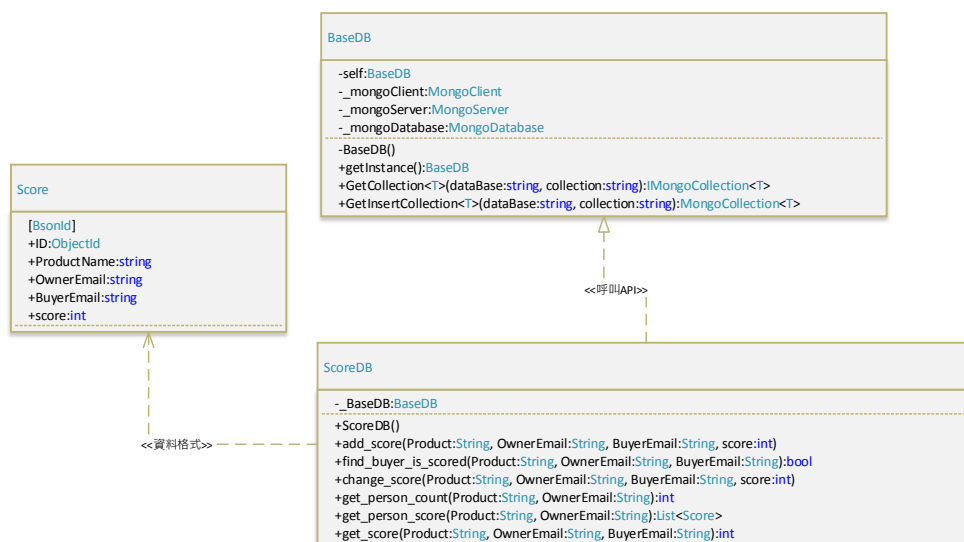 BaseDB
-self:BaseDB
-_mongoClient:MongoClient
-_mongoServer:MongoServer
-_mongoDatabase:MongoDatabase
-BaseDB()
+getInstance():BaseDB
+GetCollection<T>(dataBase:string, collection:string):IMongoCollection<T>
+GetInsertCollection<T>(dataBase:string, collection:string):MongoCollection<T>
Score
[BsonId]
+ID:ObjectId
+ProductName:string
+OwnerEmail:string
+BuyerEmail:string
+score:int
<<呼叫API>>
<<資料格式>>
ScoreDB
-_BaseDB:BaseDB
+ScoreDB()
+add_score(Product:String, OwnerEmail:String, BuyerEmail:String, score:int)
+find_buyer_is_scored(Product:String, OwnerEmail:String, BuyerEmail:String):bool
+change_score(Product:String, OwnerEmail:String, BuyerEmail:String, score:int)
+get_person_count(Product:String, OwnerEmail:String):int
+get_person_score(Product:String, OwnerEmail:String):List<Score>
+get_score(Product:String, OwnerEmail:String, BuyerEmail:String):int